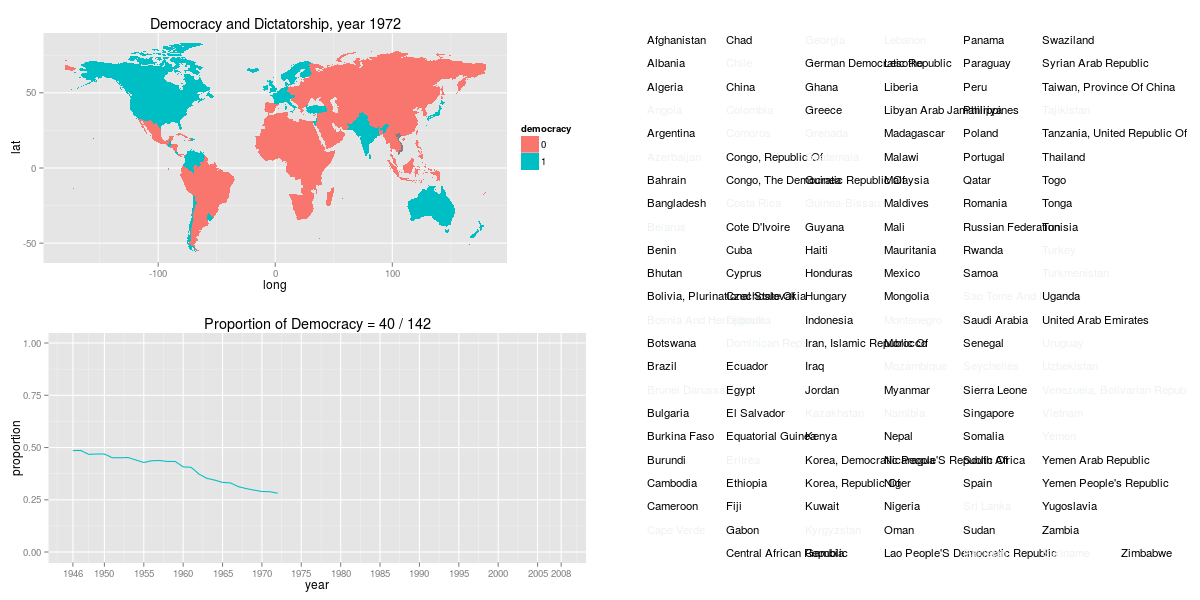 Democracy and Dictatorship, year 1972
50
0
-50
lat
-100
0
100
long
democracy
0
1
Proportion of Democracy = 40 / 142
1.00
0.75
0.50
0.25
0.00
proportion
1946 1950 1955 1960 1965 1970 1975 1980 1985 1990 1995 2000 2005 2008
year
Afghanistan Chad Georgia Lebanon Panama Swaziland
Albania Chile German Democratic Republic Lesotho Paraguay Syrian Arab Republic
Algeria China Ghana Liberia Peru Taiwan, Province Of China
Angola Colombia Greece Libyan Arab Jamahiriya Philippines Tajikistan
Argentina Comoros Grenada Madagascar Poland Tanzania, United Republic Of
Azerbaijan Congo, Republic Of Guatemala Malawi Portugal Thailand
Bahrain Congo, The Democratic Republic Of Guinea Malaysia Qatar Togo
Bangladesh Costa Rica Guinea-Bissau Maldives Romania Tonga
Belarus Cote D'Ivoire Guyana Mali Russian Federation Tunisia
Benin Cuba Haiti Mauritania Rwanda Turkey
Bhutan Cyprus Honduras Mexico Samoa Turkmenistan
Bolivia, Plurinational State Of Czechoslovakia Hungary Mongolia Sao Tome And Uganda
Bosnia And Herzegovina Indonesia Montenegro Saudi Arabia United Arab Emirates
Botswana Dominican Republic Iran, Islamic Republic Of Morocco Senegal Uruguay
Brazil Ecuador Iraq Mozambique Seychelles Uzbekistan
Brunei Darussalam Egypt Jordan Myanmar Sierra Leone Venezuela, Bolivarian Repub
Bulgaria El Salvador Kazakhstan Namibia Singapore Vietnam
Burkina Faso Equatorial Guinea Kenya Nepal Somalia Yemen
Burundi Eritrea Korea, Democratic People'S Republic Of Nicaragua South Africa Yemen Arab Republic
Cambodia Ethiopia Korea, Republic Of Niger Spain Yemen People's Republic
Cameroon Fiji Kuwait Nigeria Sri Lanka Yugoslavia
Cape Verde Gabon Kyrgyzstan Oman Sudan Zambia
Central African Republic Gambia Lao People'S Democratic Republic Suriname Zimbabwe